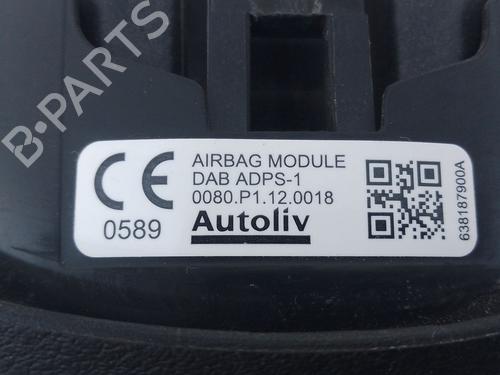 B-PARTS
CE
0589
AIRBAG MODULE
DAB ADPS-1
0080.P1.12.0018
Autoliv
638187900A